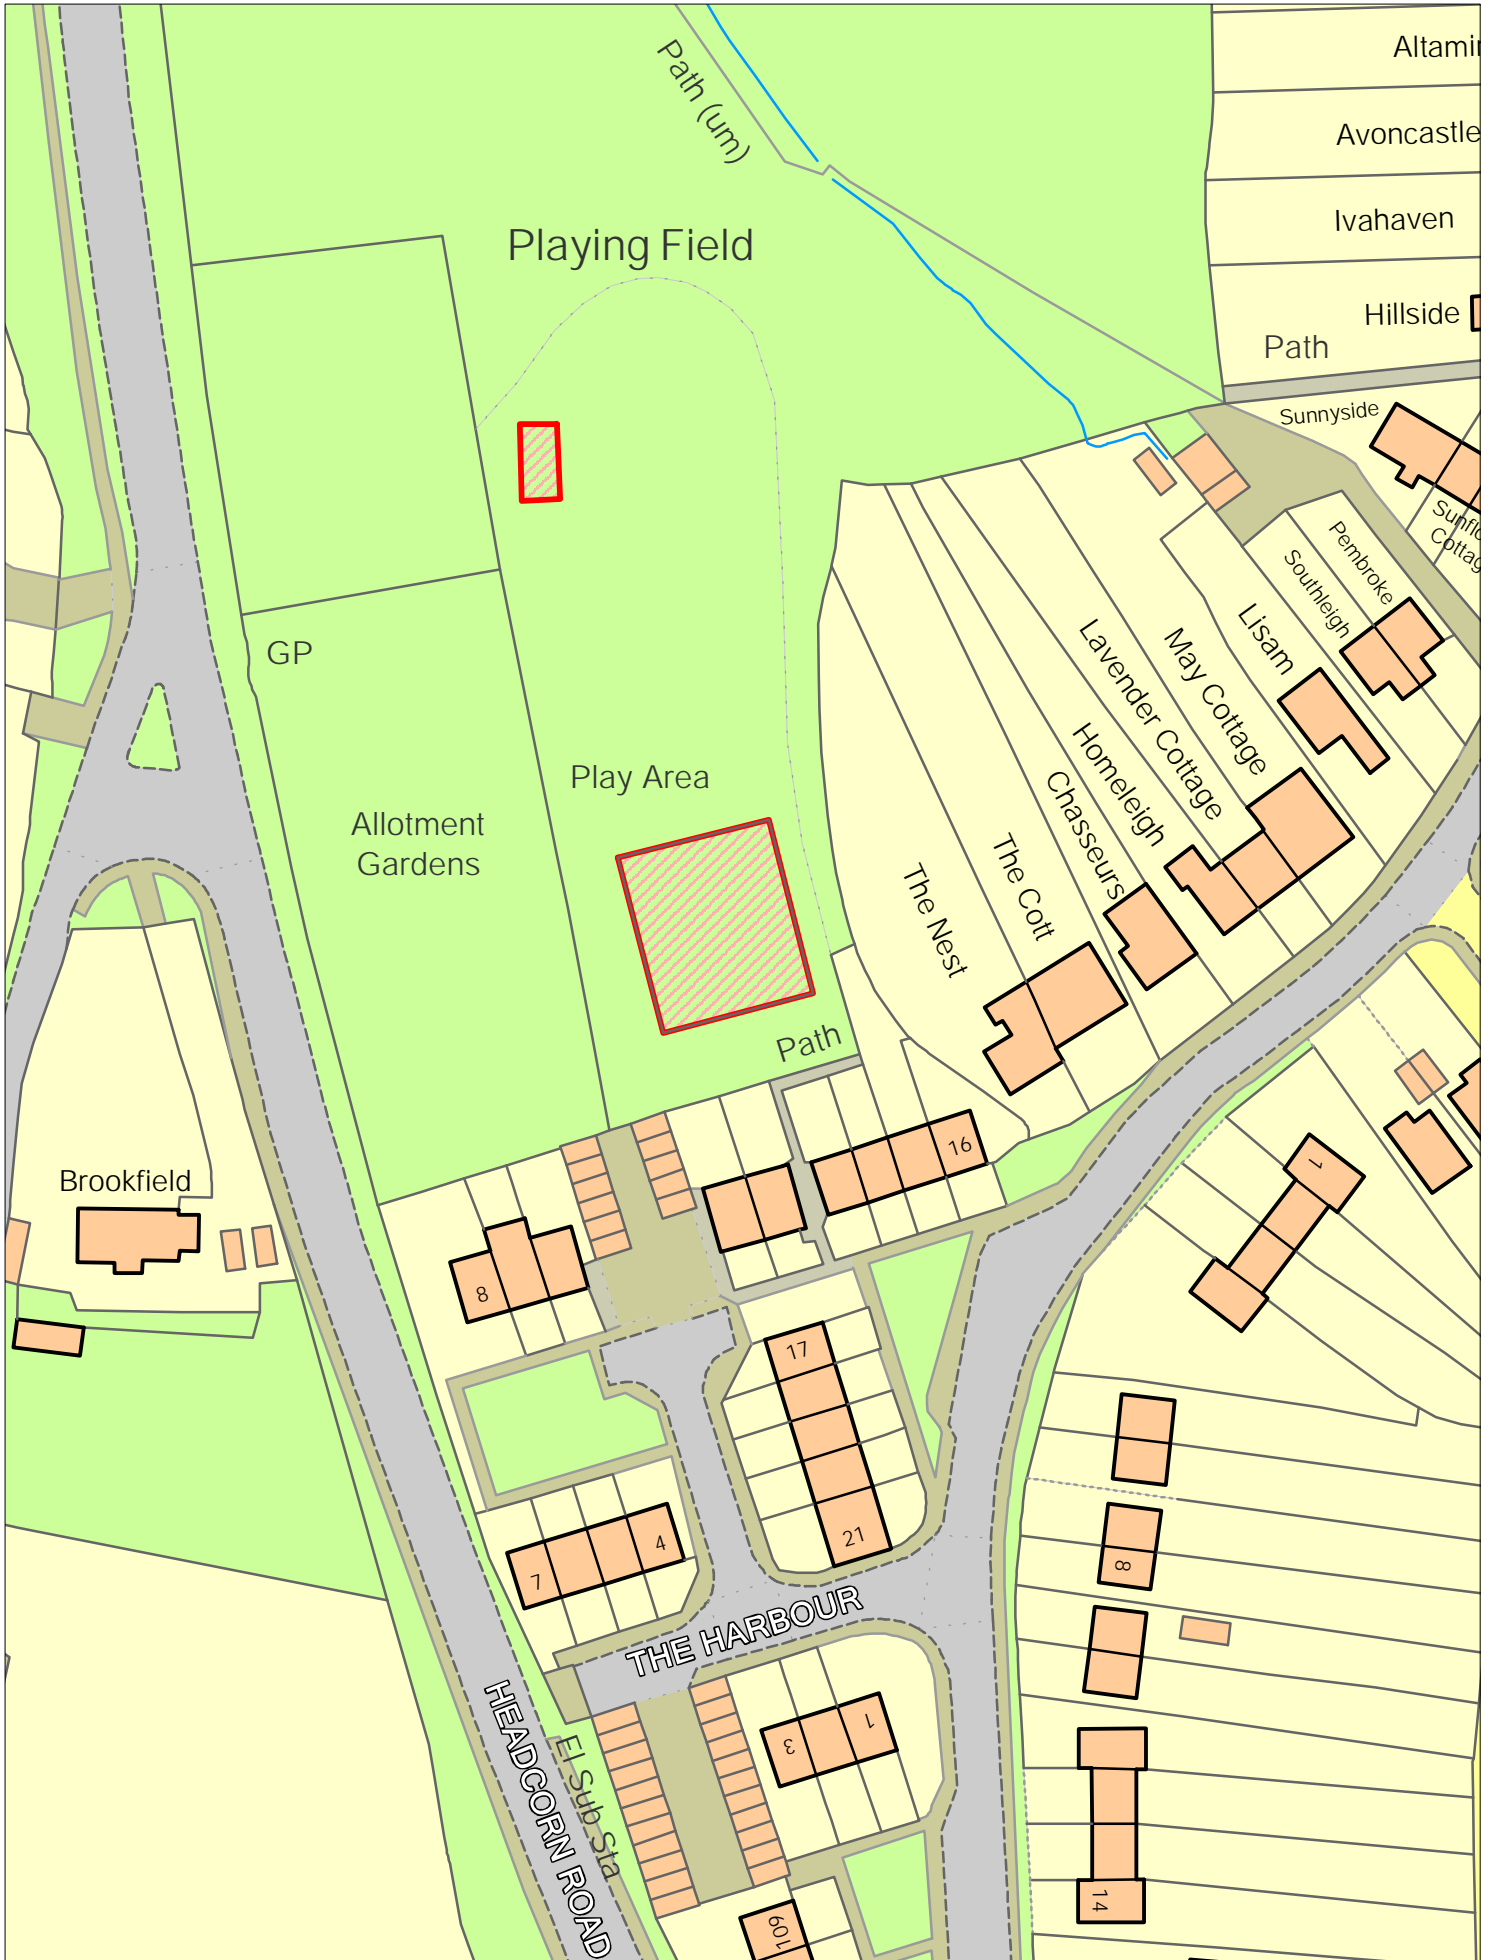 Altami
Path (um)
Avoncastle
Ivahaven
Playing Field
Hillside
Path
Sunnyside
Sunflo
Cottag
Pembroke
Southleigh
Lisam
GP
May Cottage
Lavender Cottage
Homeleigh
Chasseurs
Play Area
Allotment
Gardens
The Cott
The Nest
Path
16
Brookfield
1
8
17
21
4
7
8
THE HARBOUR
HEADCORN ROAD
El Sub Sta
1
3
14
109